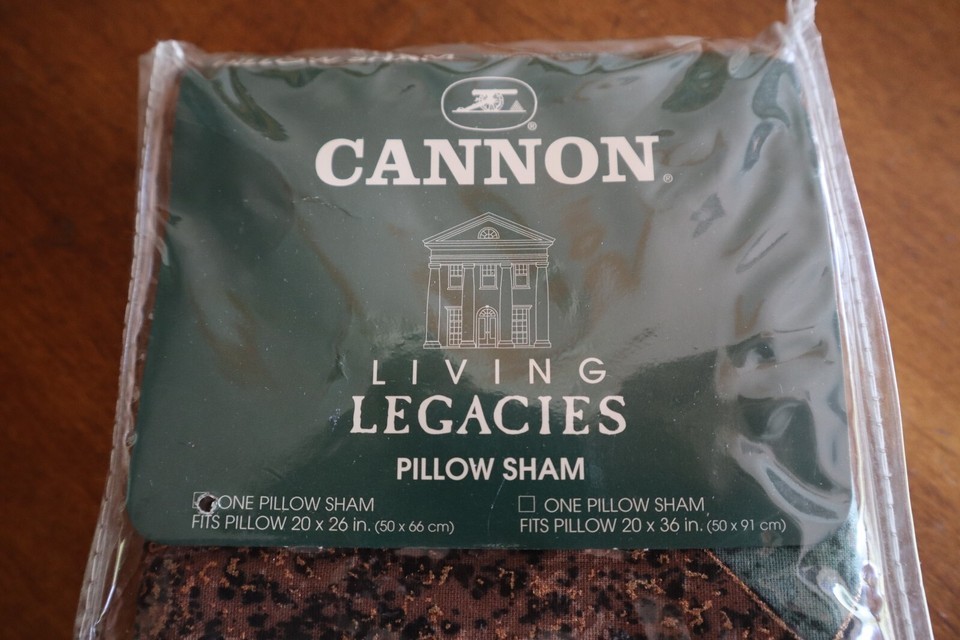 CANNON®
LIVING
LEGACIES
PILLOW SHAM
ONE PILLOW SHAM
FITS PILLOW 20 x 26 in. (50 x 66 cm)
ONE PILLOW SHAM
FITS PILLOW 20 x 36 in. (50 x 91 cm)